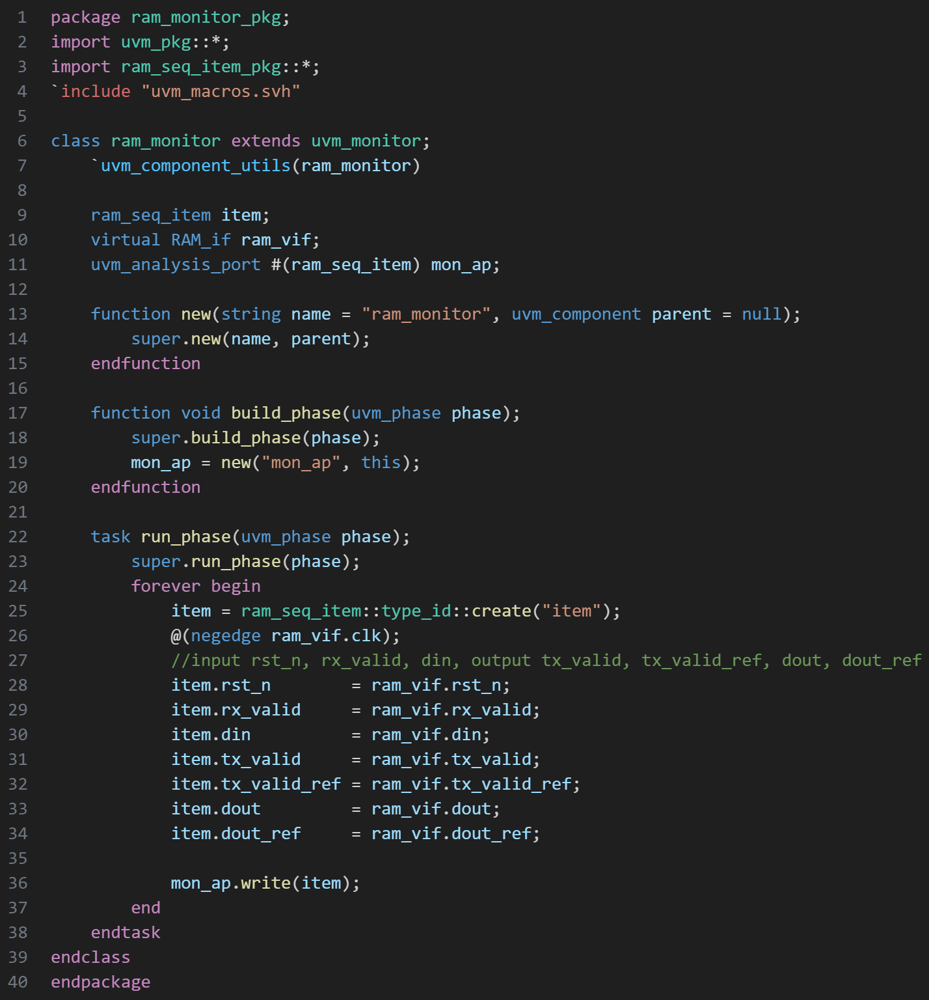 1 package ram_monitor_pkg;
2 import uvm_pkg::*;
3 import ram_seq_item_pkg::*;
4 `include "uvm_macros.svh"
5
6 class ram_monitor extends uvm_monitor;
7     `uvm_component_utils(ram_monitor)
8
9     ram_seq_item item;
10     virtual RAM_if ram_vif;
11     uvm_analysis_port #(ram_seq_item) mon_ap;
12
13     function new(string name = "ram_monitor", uvm_component parent = null);
14         super.new(name, parent);
15     endfunction
16
17     function void build_phase(uvm_phase phase);
18         super.build_phase(phase);
19         mon_ap = new("mon_ap", this);
20     endfunction
21
22     task run_phase(uvm_phase phase);
23         super.run_phase(phase);
24         forever begin
25             item = ram_seq_item::type_id::create("item");
26             @(negedge ram_vif.clk);
27             //input rst_n, rx_valid, din, output tx_valid, tx_valid_ref, dout, dout_ref
28             item.rst_n        = ram_vif.rst_n;
29             item.rx_valid     = ram_vif.rx_valid;
30             item.din          = ram_vif.din;
31             item.tx_valid     = ram_vif.tx_valid;
32             item.tx_valid_ref = ram_vif.tx_valid_ref;
33             item.dout         = ram_vif.dout;
34             item.dout_ref     = ram_vif.dout_ref;
35
36             mon_ap.write(item);
37         end
38     endtask
39 endclass
40 endpackage